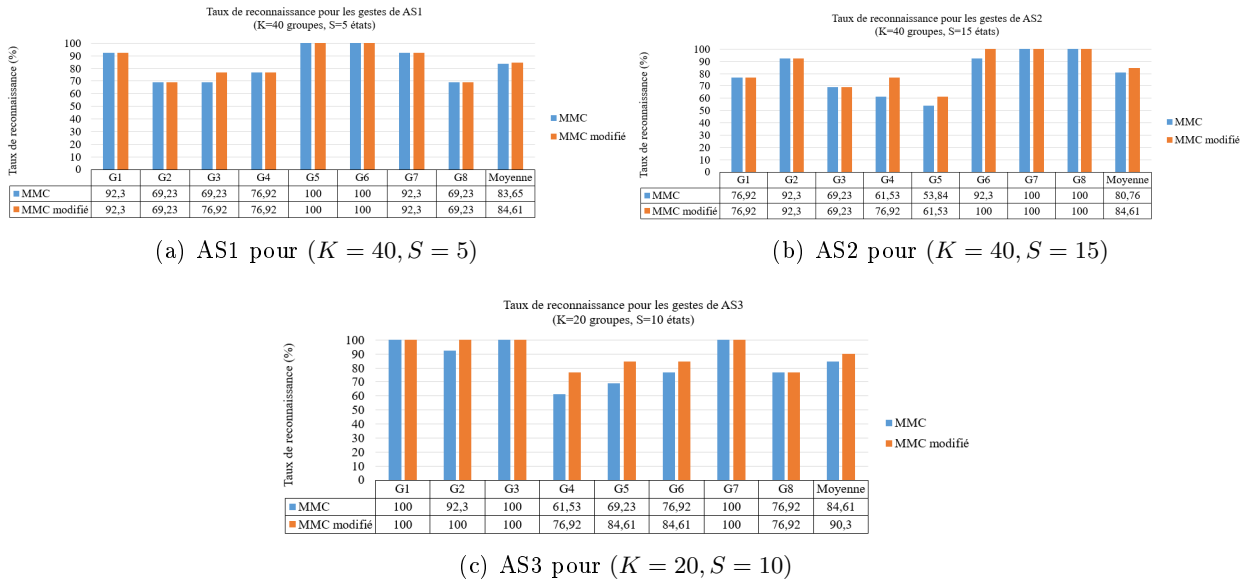 Taux de reconnaissance pour les gestes de AS1
(K=40 groupes, S=5 états)
Taux de reconnaissance (%)
100
90
80
70
60
50
40
30
20
10
0
G1 G2 G3 G4 G5 G6 G7 G8 Moyenne
MMC 92,3 69,23 69,23 76,92 100 100 92,3 69,23 83,65
MMC modifié 92,3 69,23 76,92 76,92 100 100 92,3 69,23 84,61
MMC
MMC modifié
(a) AS1 pour (K = 40, S = 5)
Taux de reconnaissance pour les gestes de AS2
(K=40 groupes, S=15 états)
Taux de reconnaissance (%)
100
90
80
70
60
50
40
30
20
10
0
G1 G2 G3 G4 G5 G6 G7 G8 Moyenne
MMC 76,92 92,3 69,23 61,53 53,84 92,3 100 100 80,76
MMC modifié 76,92 92,3 69,23 76,92 61,53 100 100 100 84,61
MMC
MMC modifié
(b) AS2 pour (K = 40, S = 15)
Taux de reconnaissance pour les gestes de AS3
(K=20 groupes, S=10 états)
Taux de reconnaissance (%)
100
90
80
70
60
50
40
30
20
10
0
G1 G2 G3 G4 G5 G6 G7 G8 Moyenne
MMC 100 92,3 100 61,53 69,23 76,92 100 76,92 84,61
MMC modifié 100 100 100 76,92 84,61 84,61 100 76,92 90,3
MMC
MMC modifié
(c) AS3 pour (K = 20, S = 10)